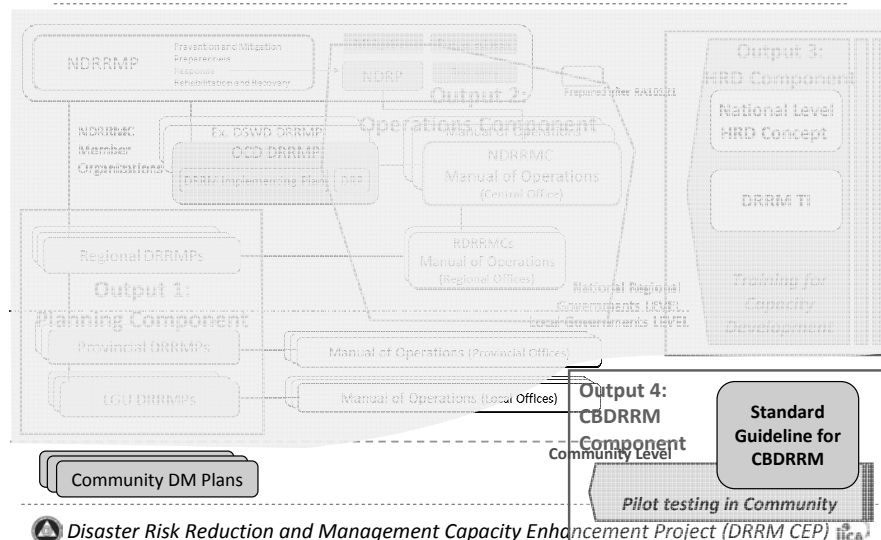 NDRRMP
Prevention and Mitigation
Preparedness
Response
Rehabilitation and Recovery
NDRP
Output 2:
Operations Component
Prepared after RA10121
Output 3:
HRD Component
National Level
HRD Concept
DRRM TI
Training for
Capacity
Development
NDRRMC
Member
Organizations
Ex. DSWD DRRMP
OCD DRRMP
DRRM Implementing Plan
DRP
Manual of Operations
NDRRMC
Manual of Operations
(Central Office)
Regional DRRMPs
RDRRMCs
Manual of Operations
(Regional Offices)
Output 1:
Planning Component
National Regional
Governments LEVEL
Local Governments LEVEL
Provincial DRRMPs
Manual of Operations (Provincial Offices)
LGU DRRMPs
Manual of Operations (Local Offices)
Output 4:
CBDRRM
Component
Standard
Guideline for
CBDRRM
Community Level
Community DM Plans
Pilot testing in Community
Disaster Risk Reduction and Management Capacity Enhancement Project (DRRM CEP)
jica